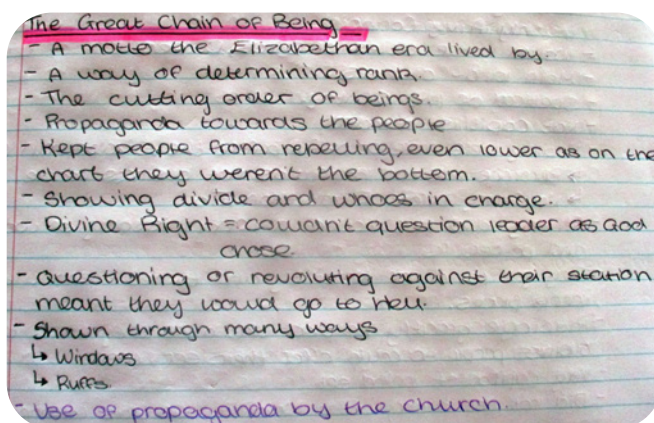 The Great Chain of Being
- A motto the Elizabethan era lived by.
- A way of determining rank.
- The cutting order of beings.
- Propaganda towards the people
- Kept people from repelling, even lower as on the
chart they weren't the bottom.
- Showing divide and whoes in charge.
- Divine Right = couldn't question leader as God
chose
- Questioning or revoluting against their station
meant they would go to Hell.
- Shown through many ways
↳ Windows
↳ Ruffs
- Use of propaganda by the church.